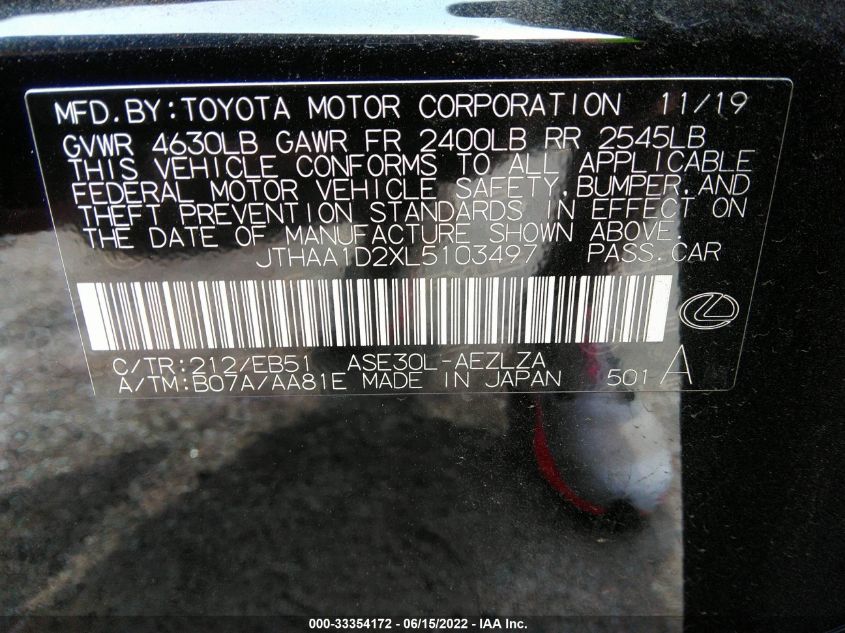 MFD.BY:TOYOTA MOTOR CORPORATION 11/19
GVWR 4630LB GAWR FR 2400LB RR 2545LB
THIS VEHICLE CONFORMS TO ALL APPLICABLE
FEDERAL MOTOR VEHICLE SAFETY,BUMPER,AND
THEFT PREVENTION STANDARDS IN EFFECT ON
THE DATE OF MANUFACTURE SHOWN ABOVE.
JTHAA1D2XL5103497 PASS.CAR
C/TR:212/EB51 ASE30L-AEZLZA
A/TM:B07A/AA81E MADE IN JAPAN 501 A
000-33354172 - 06/15/2022 - IAA Inc.